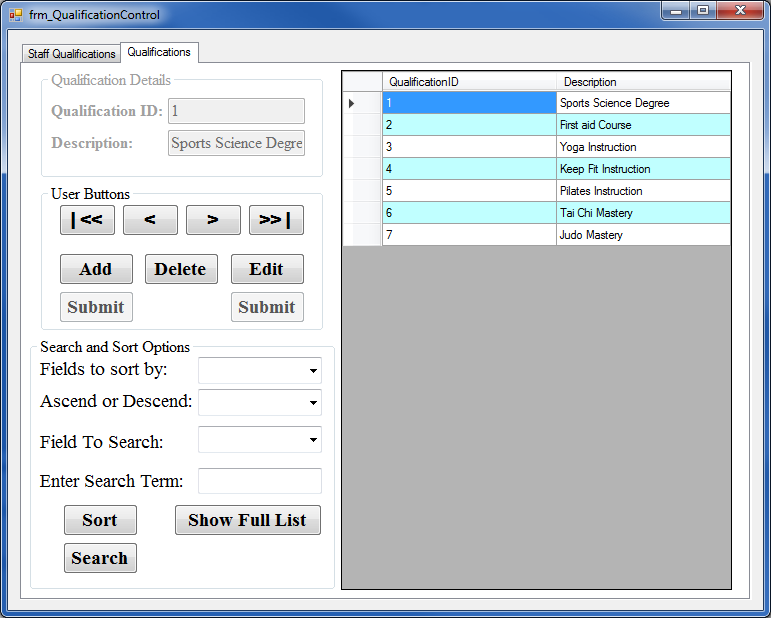 frm_QualificationControl
Staff Qualifications Qualifications
Qualification Details
Qualification ID: 1
Description: Sports Science Degre
User Buttons
|<< < > >>|
Add Delete Edit
Submit Submit
Search and Sort Options
Fields to sort by:
Ascend or Descend:
Field To Search:
Enter Search Term:
Sort Show Full List
Search
QualificationID Description
1 Sports Science Degree
2 First aid Course
3 Yoga Instruction
4 Keep Fit Instruction
5 Pilates Instruction
6 Tai Chi Mastery
7 Judo Mastery